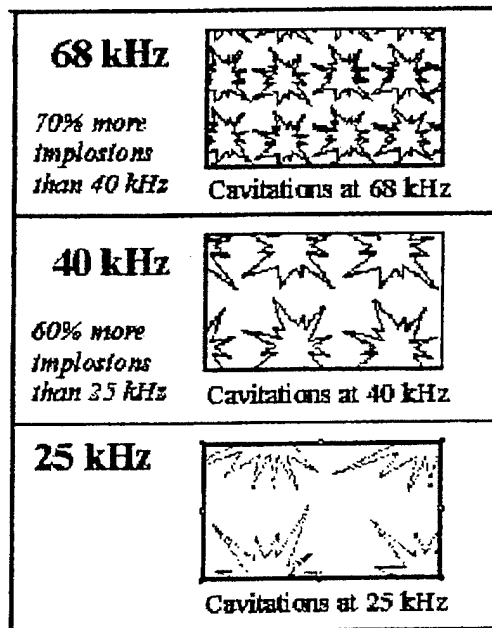 68 kHz
70% more
implosions
than 40 kHz
Cavitations at 68 kHz
40 kHz
60% more
implosions
than 25 kHz
Cavitations at 40 kHz
25 kHz
Cavitations at 25 kHz